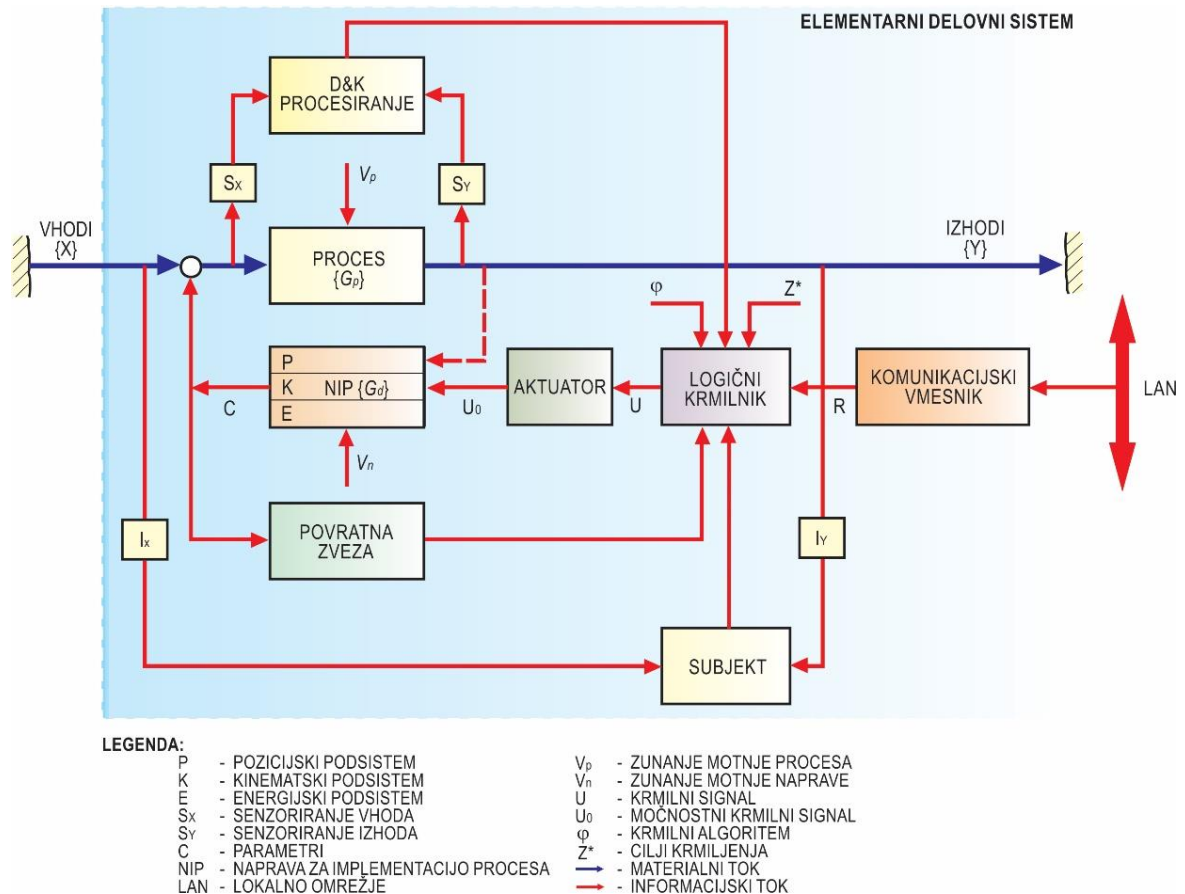 ELEMENTARNI DELOVNI SISTEM
D&K
PROCESIRANJE
SX
Vp
SY
VHODI
{X}
PROCES
{Gp}
IZHODI
{Y}
φ
Z*
P
K
E
NIP {Gd}
C
U0
AKTUATOR
U
LOGIČNI
KRMILNIK
R
KOMUNIKACIJSKI
VMESNIK
LAN
Vn
POVRATNA
ZVEZA
Ix
IY
SUBJEKT
LEGENDA:
P - POZICIJSKI PODSISTEM
K - KINEMATSKI PODSISTEM
E - ENERGIJSKI PODSISTEM
SX - SENZORIRANJE VHODA
SY - SENZORIRANJE IZHODA
C - PARAMETRI
NIP - NAPRAVA ZA IMPLEMENTACIJO PROCESA
LAN - LOKALNO OMREŽJE
Vp - ZUNANJE MOTNJE PROCESA
Vn - ZUNANJE MOTNJE NAPRAVE
U - KRMILNI SIGNAL
U0 - MOČNOSTNI KRMILNI SIGNAL
φ - KRMILNI ALGORITEM
Z* - CILJI KRMILJENJA
- MATERIALNI TOK
- INFORMACIJSKI TOK